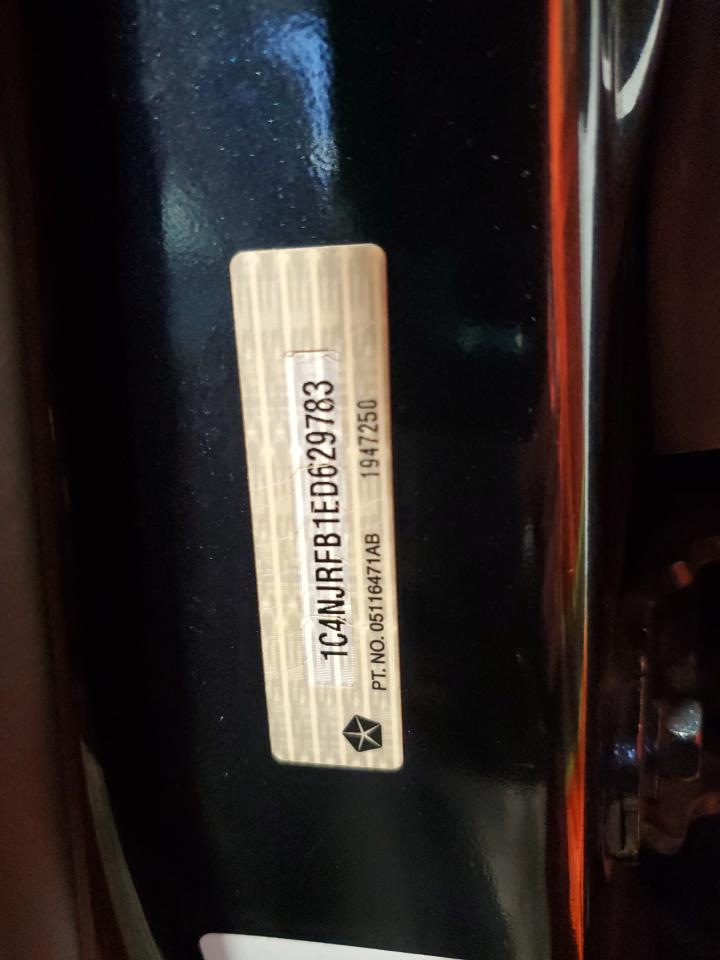 1C4NJRFB1ED629783
PT. NO. 05116471AB 1947250